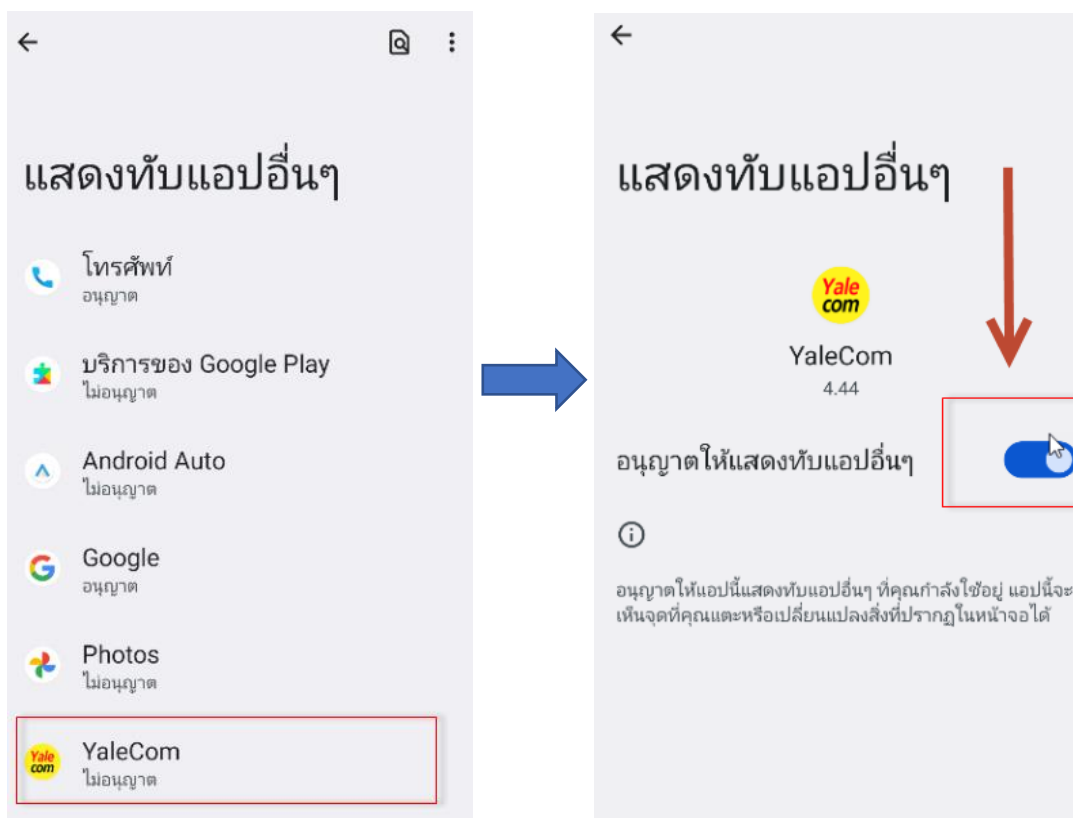 แสดงทับแอปอื่นๆ
โทรศัพท์
อนุญาต
บริการของ Google Play
ไม่อนุญาต
Android Auto
ไม่อนุญาต
Google
อนุญาต
Photos
ไม่อนุญาต
Yale
com
YaleCom
ไม่อนุญาต
แสดงทับแอปอื่นๆ
Yale
com
YaleCom
4.44
อนุญาตให้แสดงทับแอปอื่นๆ
อนุญาตให้แอปนี้แสดงทับแอปอื่นๆ ที่คุณกำลังใช้อยู่ แอปนี้จะ
เห็นจุดที่คุณแตะหรือเปลี่ยนแปลงสิ่งที่ปรากฏในหน้าจอได้